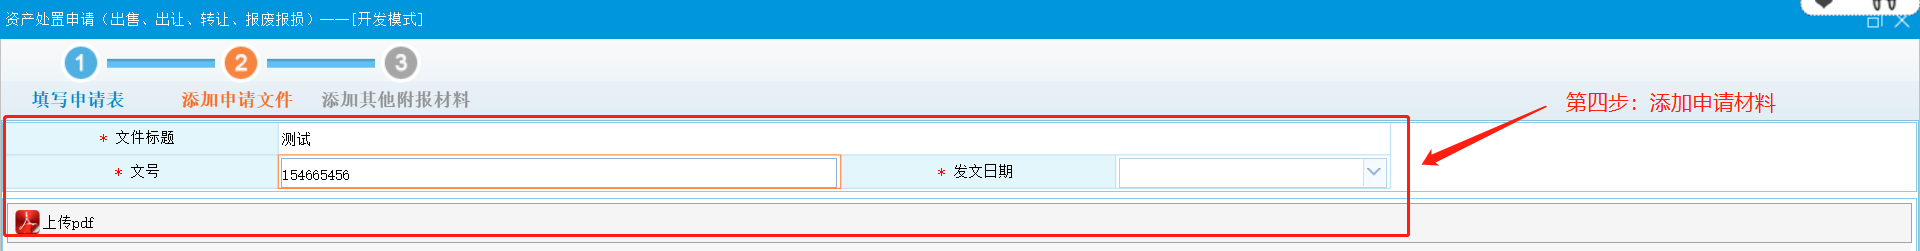 资产处置申请（出售、出让、转让、报废报损）——[开发模式]
1 2 3
填写申请表 添加申请文件 添加其他附报材料
第四步：添加申请材料
* 文件标题 测试
* 文号 154665456 * 发文日期
上传pdf